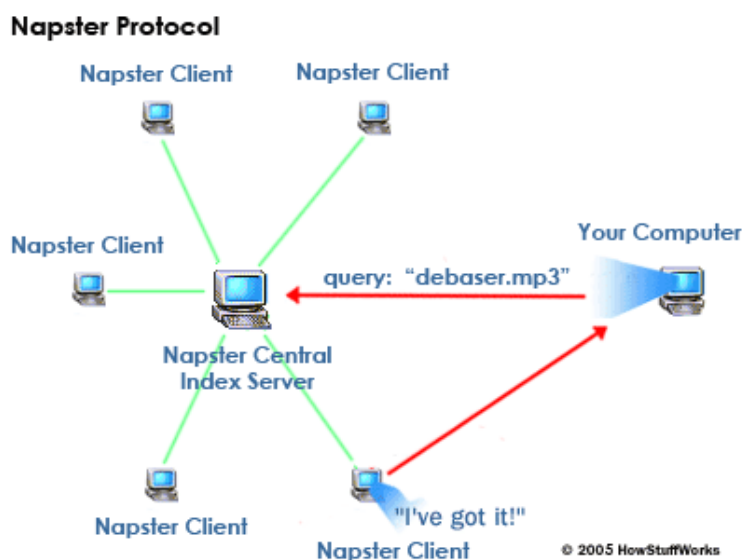 Napster Protocol
Napster Client
Napster Client
Napster Client
Your Computer
query: “debaser.mp3”
Napster Central
Index Server
Napster Client
"I've got it!"
Napster Client
© 2005 HowStuffWorks